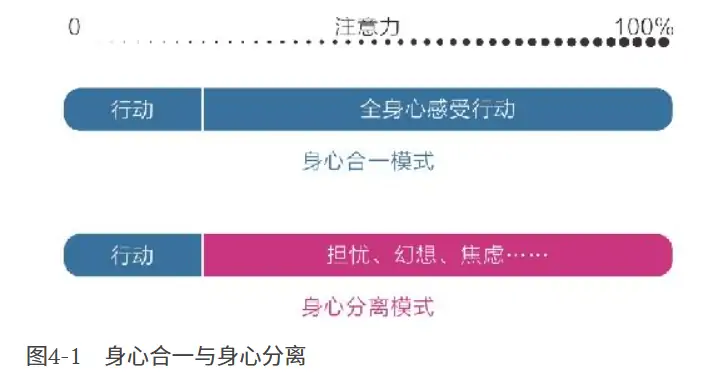 0 注意力 100%
行动 全身心感受行动
身心合一模式
行动 担忧、幻想、焦虑……
身心分离模式
图4-1 身心合一与身心分离